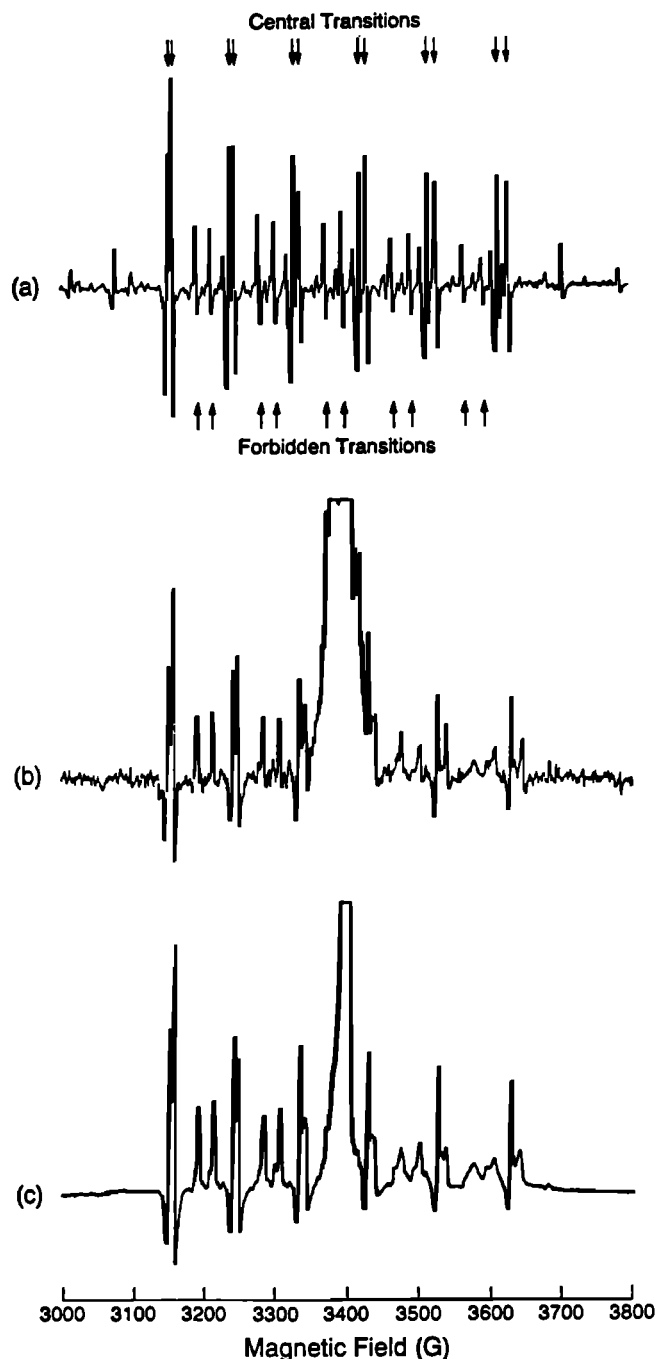 Central Transitions
(a)
Forbidden Transitions
(b)
(c)
3000 3100 3200 3300 3400 3500 3600 3700 3800
Magnetic Field (G)